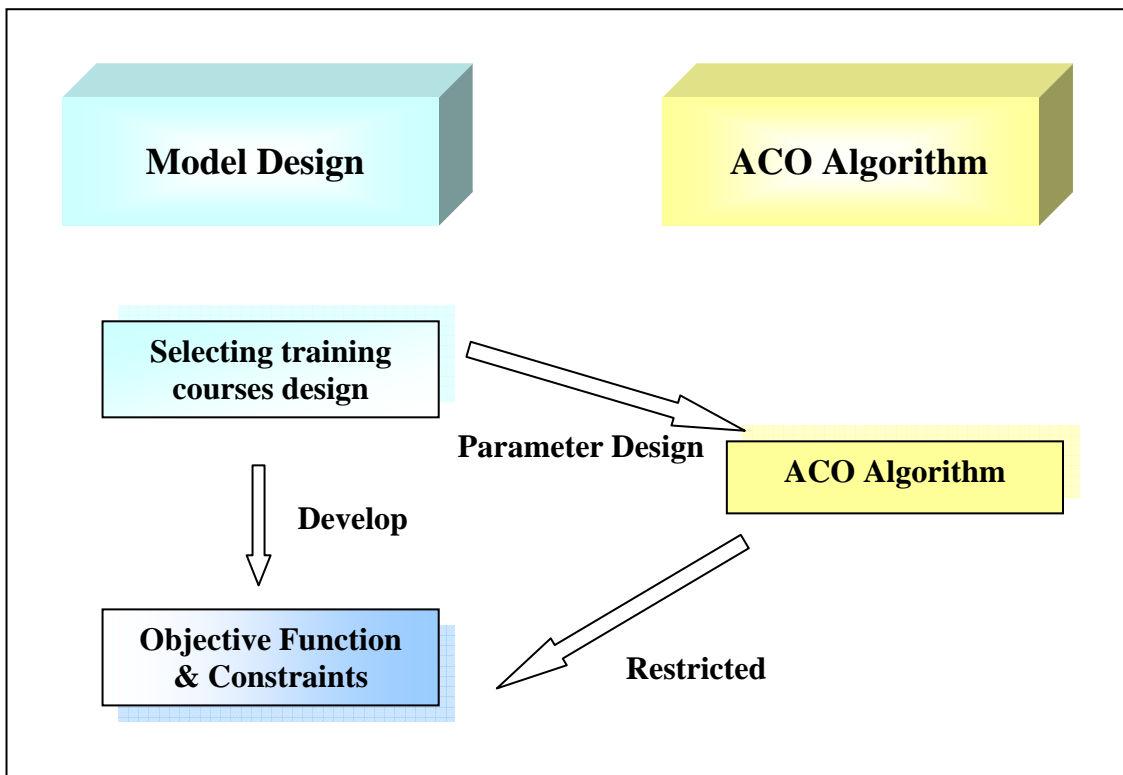 Model Design
ACO Algorithm
Selecting training
courses design
Parameter Design
ACO Algorithm
Develop
Objective Function
& Constraints
Restricted